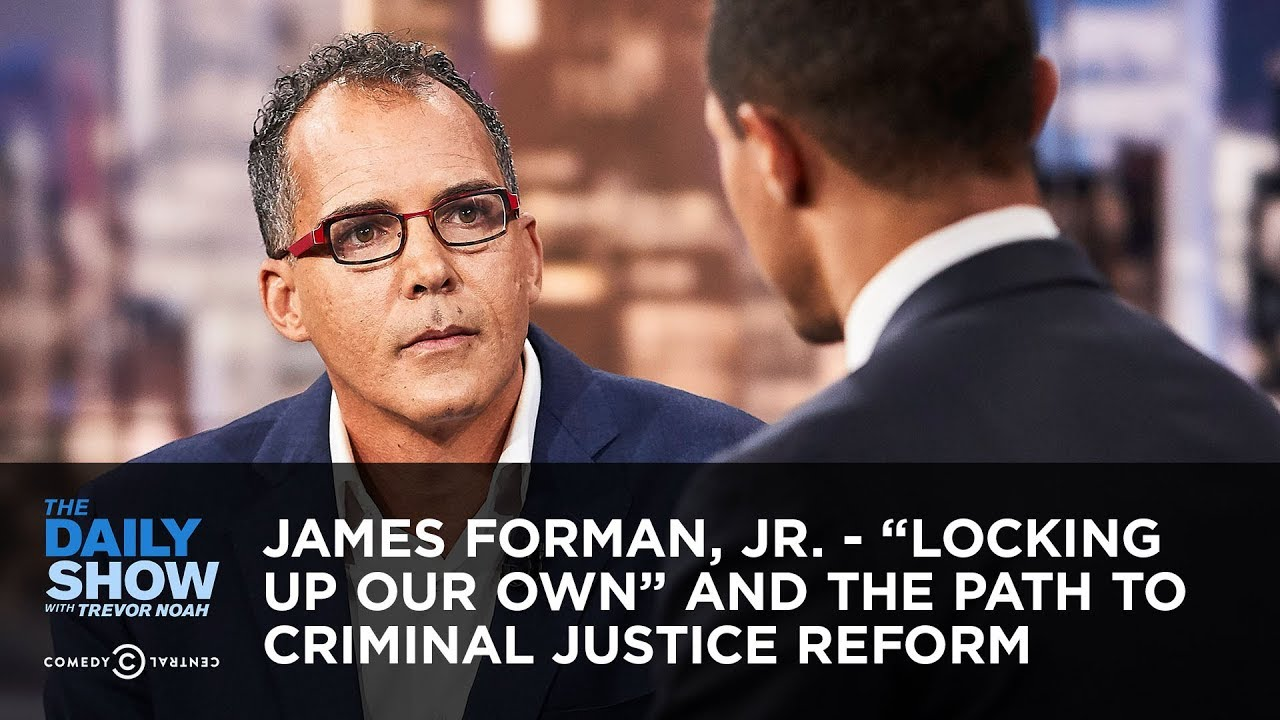 THE
DAILY
SHOW
WITH TREVOR NOAH
COMEDY CENTRAL
JAMES FORMAN, JR. - “LOCKING
UP OUR OWN” AND THE PATH TO
CRIMINAL JUSTICE REFORM